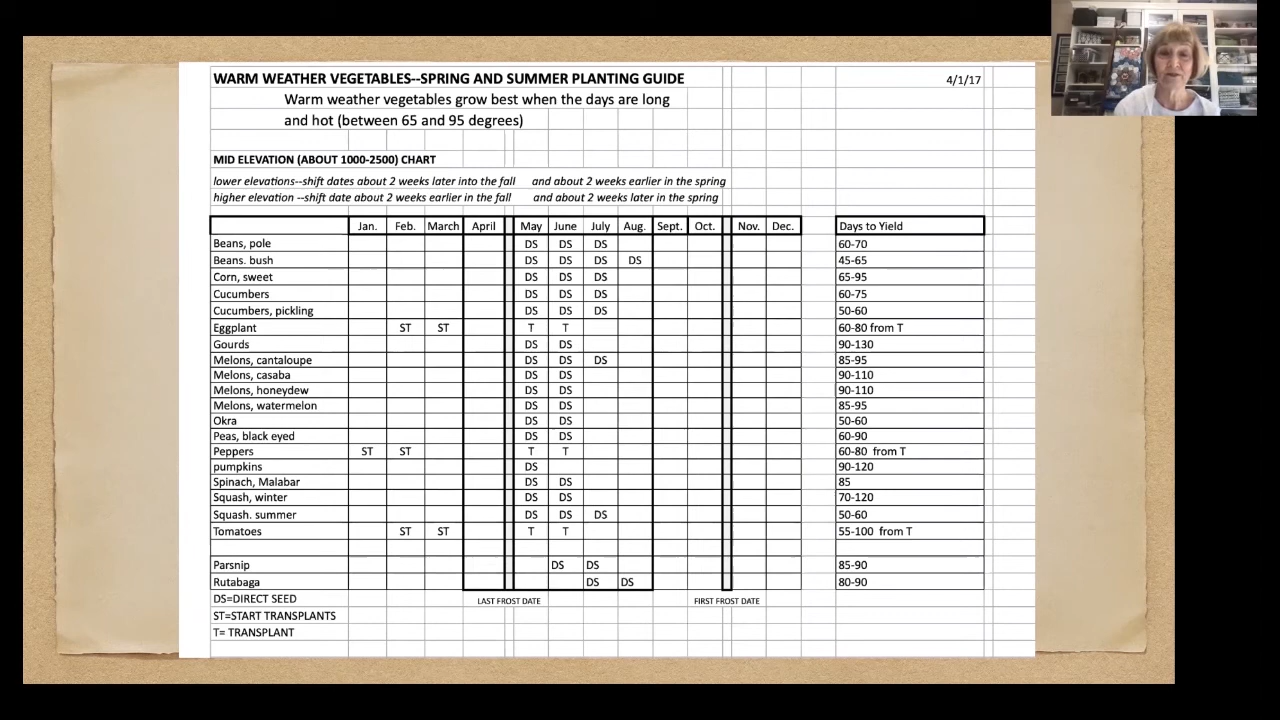 WARM WEATHER VEGETABLES--SPRING AND SUMMER PLANTING GUIDE 4/1/17
Warm weather vegetables grow best when the days are long
and hot (between 65 and 95 degrees)
MID ELEVATION (ABOUT 1000-2500) CHART
lower elevations--shift dates about 2 weeks later into the fall and about 2 weeks earlier in the spring
higher elevation --shift date about 2 weeks earlier in the fall and about 2 weeks later in the spring
Jan. Feb. March April May June July Aug. Sept. Oct. Nov. Dec. Days to Yield
Beans, pole DS DS DS 60-70
Beans. bush DS DS DS DS 45-65
Corn, sweet DS DS DS 65-95
Cucumbers DS DS DS 60-75
Cucumbers, pickling DS DS DS 50-60
Eggplant ST ST T T 60-80 from T
Gourds DS DS 90-130
Melons, cantaloupe DS DS DS 85-95
Melons, casaba DS DS 90-110
Melons, honeydew DS DS 90-110
Melons, watermelon DS DS 85-95
Okra DS DS 50-60
Peas, black eyed DS DS 60-90
Peppers ST ST T T 60-80 from T
pumpkins DS 90-120
Spinach, Malabar DS DS 85
Squash, winter DS DS 70-120
Squash. summer DS DS DS 50-60
Tomatoes ST ST T T 55-100 from T
Parsnip DS DS 85-90
Rutabaga DS DS 80-90
DS=DIRECT SEED LAST FROST DATE FIRST FROST DATE
ST=START TRANSPLANTS
T= TRANSPLANT